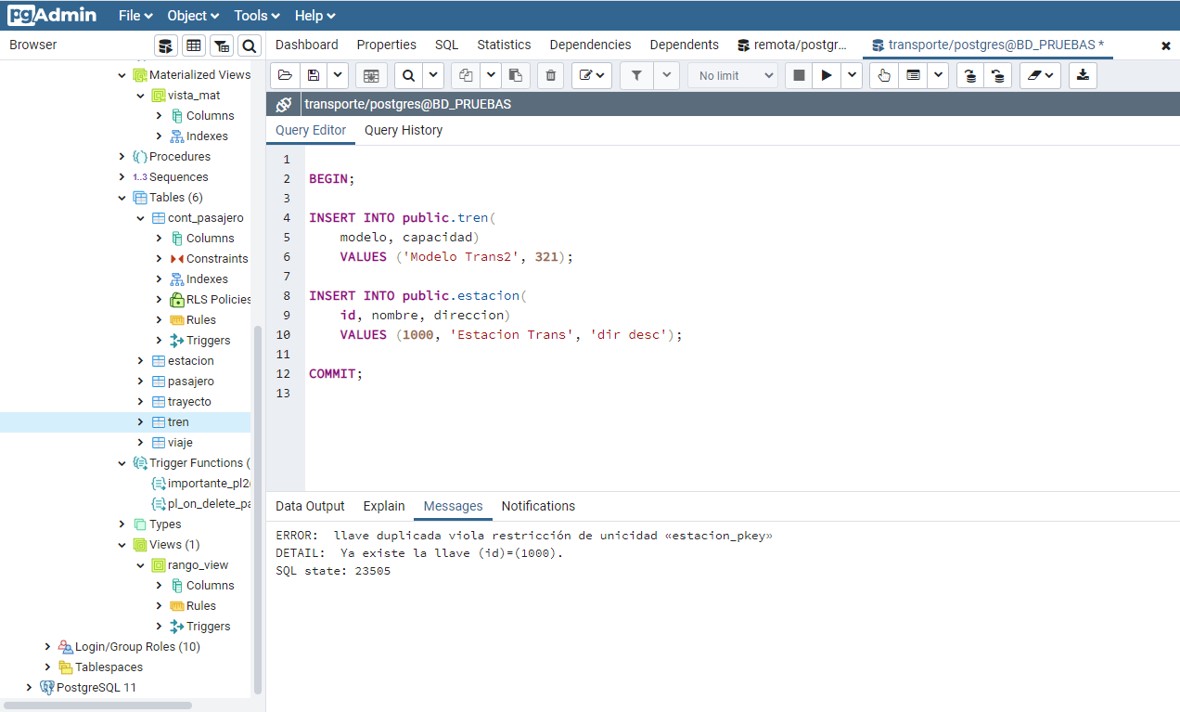 pgAdmin File Object Tools Help
Browser
Dashboard Properties SQL Statistics Dependencies Dependents remota/postgr... transporte/postgres@BD_PRUEBAS *
No limit
transporte/postgres@BD_PRUEBAS
Query Editor Query History
Materialized Views
vista_mat
Columns
Indexes
Procedures
1..3 Sequences
Tables (6)
cont_pasajero
Columns
Constraints
Indexes
RLS Policies
Rules
Triggers
estacion
pasajero
trayecto
tren
viaje
Trigger Functions (
importante_pl2
pl_on_delete_pa
Types
Views (1)
rango_view
Columns
Rules
Triggers
Login/Group Roles (10)
Tablespaces
PostgreSQL 11
1
2 BEGIN;
3
4 INSERT INTO public.tren(
5 modelo, capacidad)
6 VALUES ('Modelo Trans2', 321);
7
8 INSERT INTO public.estacion(
9 id, nombre, direccion)
10 VALUES (1000, 'Estacion Trans', 'dir desc');
11
12 COMMIT;
13
Data Output Explain Messages Notifications
ERROR: llave duplicada viola restricción de unicidad «estacion_pkey»
DETAIL: Ya existe la llave (id)=(1000).
SQL state: 23505